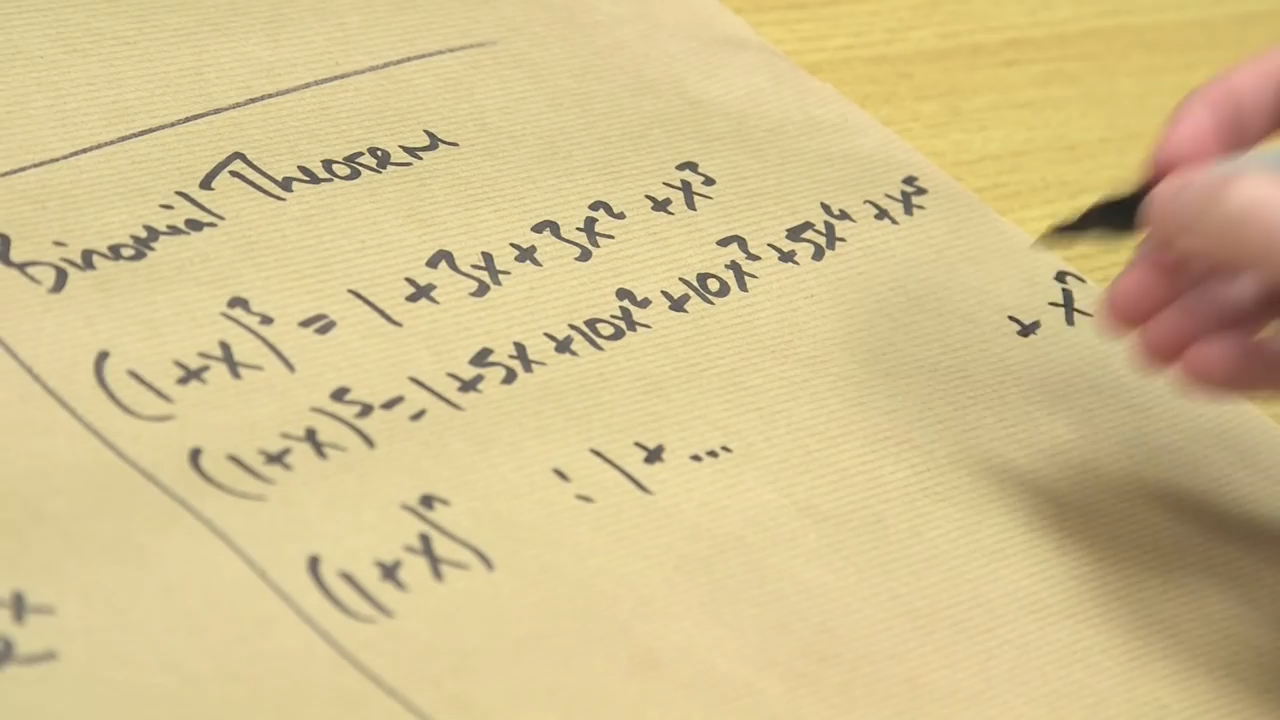 Binomial Theorem
(1+x)³ = 1+3x+3x²+x³
(1+x)⁵=1+5x+10x²+10x³+5x⁴+x⁵
(1+x)ⁿ = 1+... +xⁿ
x